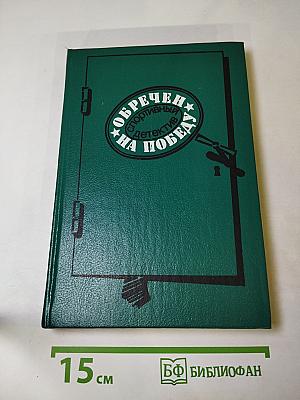 ОБРЕЧЕН
СПОРТИВНЫЙ
ДЕТЕКТИВ
НА ПОБЕДУ
15 см
БФ БИБЛИОФАН